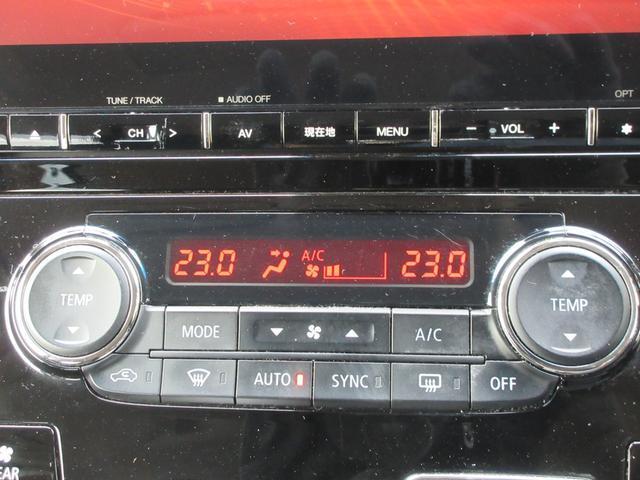 TUNE / TRACK
AUDIO OFF
OPT
CH
AV
現在地
MENU
VOL
23.0
A/C
23.0
TEMP
TEMP
MODE
A/C
AUTO
SYNC
OFF